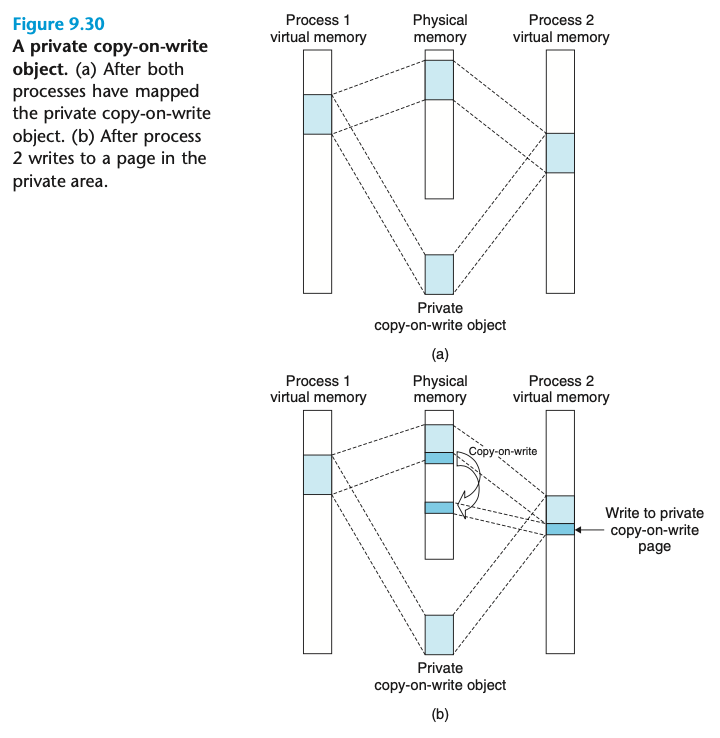 Figure 9.30
A private copy-on-write
object. (a) After both
processes have mapped
the private copy-on-write
object. (b) After process
2 writes to a page in the
private area.
Process 1
virtual memory
Physical
memory
Process 2
virtual memory
Private
copy-on-write object
(a)
Process 1
virtual memory
Physical
memory
Process 2
virtual memory
Copy-on-write
Write to private
copy-on-write
page
Private
copy-on-write object
(b)